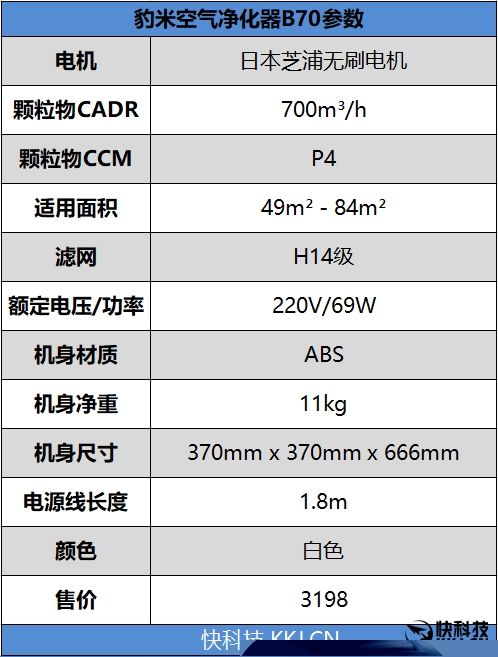 豹米空气净化器B70参数
电机 日本芝浦无刷电机
颗粒物CADR 700m³/h
颗粒物CCM P4
适用面积 49m² - 84m²
滤网 H14级
额定电压/功率 220V/69W
机身材质 ABS
机身净重 11kg
机身尺寸 370mm x 370mm x 666mm
电源线长度 1.8m
颜色 白色
售价 3198
快科技 KKJ.CN
快科技